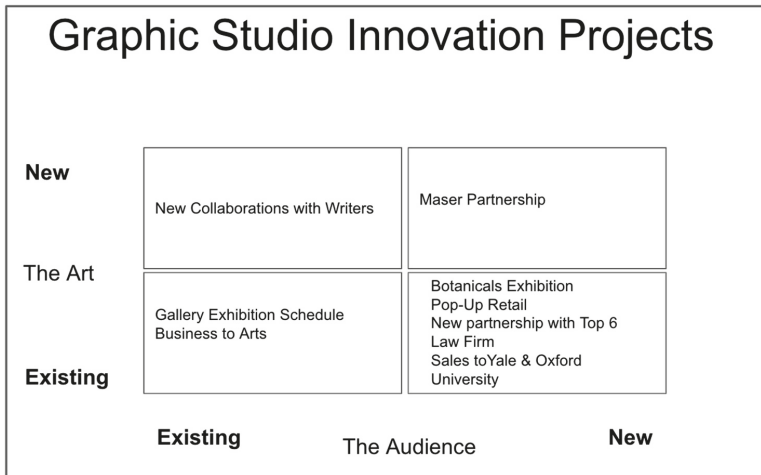 Graphic Studio Innovation Projects
New
New Collaborations with Writers
Maser Partnership
The Art
Gallery Exhibition Schedule
Business to Arts
Botanicals Exhibition
Pop-Up Retail
New partnership with Top 6
Law Firm
Sales toYale & Oxford
University
Existing
Existing
The Audience
New